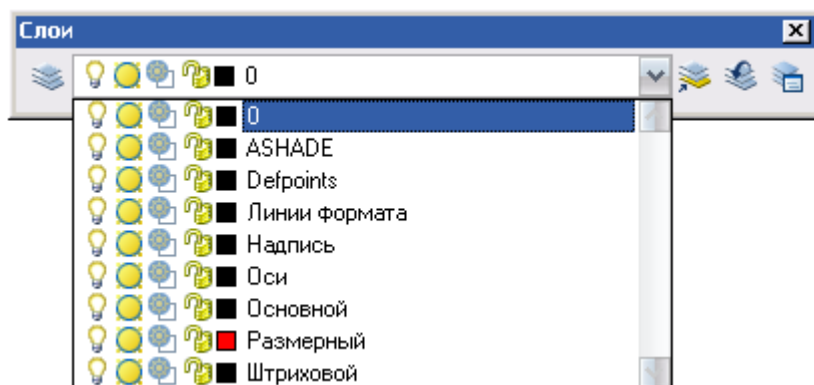 Слои
0
0
ASHADE
Defpoints
Линии формата
Надпись
Оси
Основной
Размерный
Штриховой